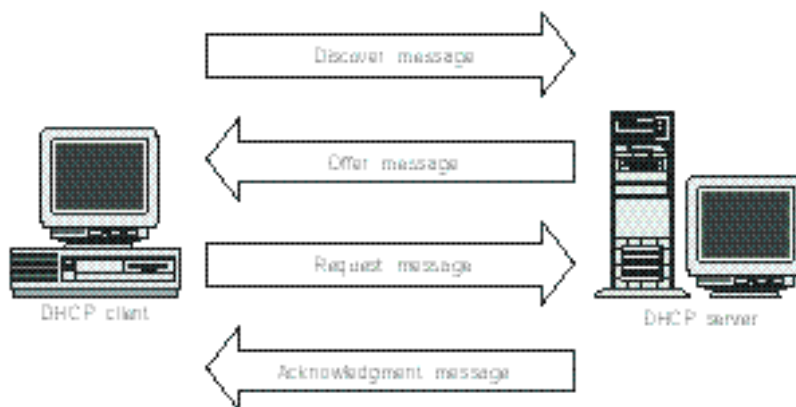 Discover message
Offer message
Request message
DHCP client
DHCP server
Acknowledgment message